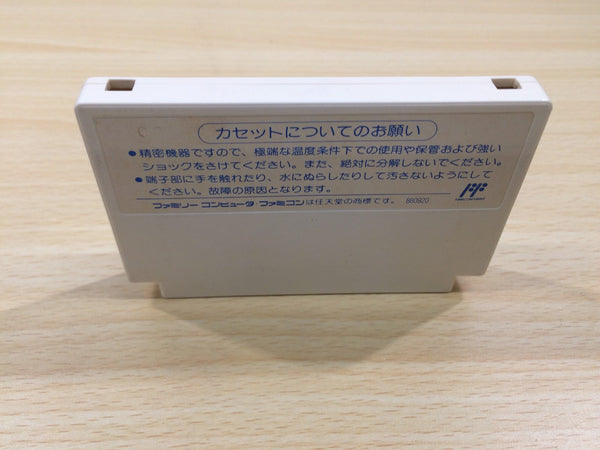 カセットについてのお願い
●精密機器ですので、極端な温度条件下での使用や保管および強い
ショックをさけてください。また、絶対に分解しないでください。
●端子部に手を触れたり、水にぬらしたりして汚さないようにして
ください。故障の原因となります。
ファミリーコンピュータ・ファミコンは任天堂の商標です。 860920